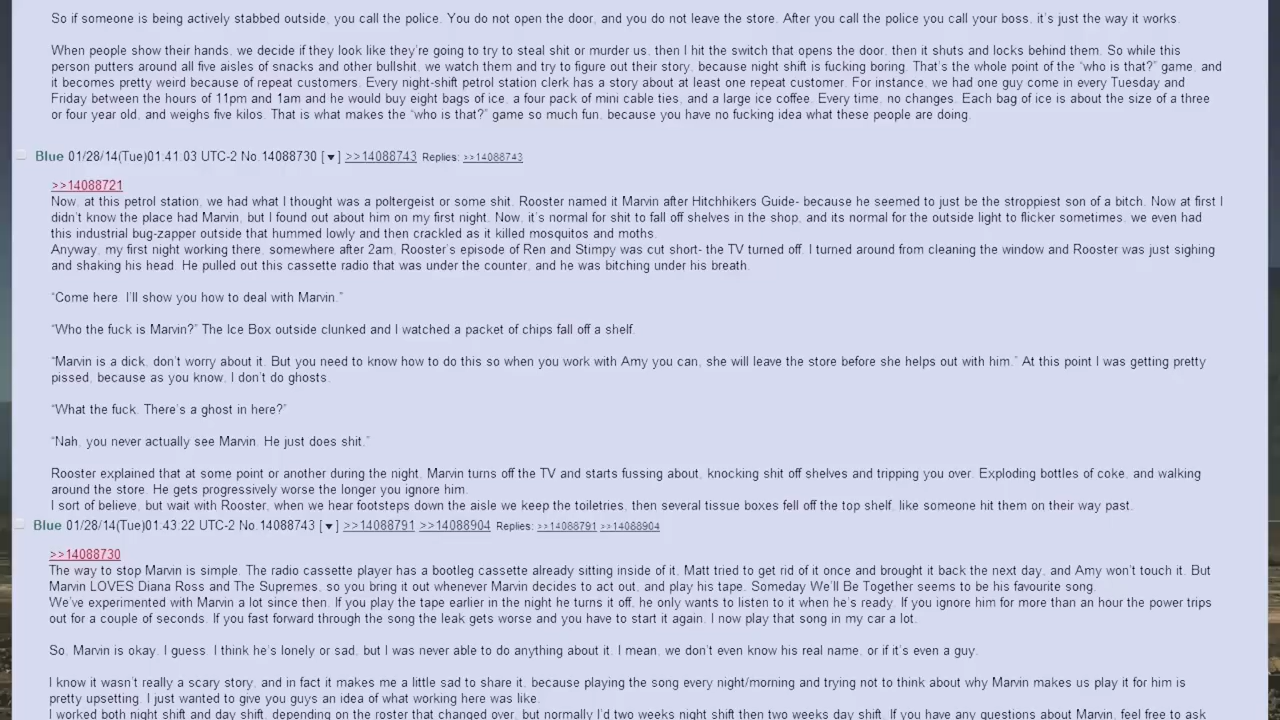 So if someone is being actively stabbed outside, you call the police. You do not open the door, and you do not leave the store. After you call the police you call your boss, it's just the way it works.
When people show their hands, we decide if they look like they're going to try to steal shit or murder us, then I hit the switch that opens the door, then it shuts and locks behind them. So while this
person putters around all five aisles of snacks and other bullshit, we watch them and try to figure out their story, because night shift is fucking boring. That's the whole point of the "who is that?" game, and
it becomes pretty weird because of repeat customers. Every night-shift petrol station clerk has a story about at least one repeat customer. For instance, we had one guy come in every Tuesday and
Friday between the hours of 11pm and 1am and he would buy eight bags of ice, a four pack of mini cable ties, and a large ice coffee. Every time, no changes. Each bag of ice is about the size of a three
or four year old, and weighs five kilos. That is what makes the "who is that?" game so much fun, because you have no fucking idea what these people are doing.
Blue 01/28/14(Tue)01:41:03 UTC-2 No.14088730 [▼] >>14088743 Replies: >>14088743
>>14088721
Now, at this petrol station, we had what I thought was a poltergeist or some shit. Rooster named it Marvin after Hitchhikers Guide- because he seemed to just be the stroppiest son of a bitch. Now at first I
didn't know the place had Marvin, but I found out about him on my first night. Now, it's normal for shit to fall off shelves in the shop, and its normal for the outside light to flicker sometimes, we even had
this industrial bug-zapper outside that hummed lowly and then crackled as it killed mosquitos and moths.
Anyway, my first night working there, somewhere after 2am, Rooster's episode of Ren and Stimpy was cut short- the TV turned off. I turned around from cleaning the window and Rooster was just sighing
and shaking his head. He pulled out this cassette radio that was under the counter, and he was bitching under his breath.
"Come here. I'll show you how to deal with Marvin."
"Who the fuck is Marvin?" The Ice Box outside clunked and I watched a packet of chips fall off a shelf.
"Marvin is a dick, don't worry about it. But you need to know how to do this so when you work with Amy you can, she will leave the store before she helps out with him." At this point I was getting pretty
pissed, because as you know, I don't do ghosts.
"What the fuck. There's a ghost in here?"
"Nah, you never actually see Marvin. He just does shit."
Rooster explained that at some point or another during the night, Marvin turns off the TV and starts fussing about, knocking shit off shelves and tripping you over. Exploding bottles of coke, and walking
around the store. He gets progressively worse the longer you ignore him.
I sort of believe, but wait with Rooster, when we hear footsteps down the aisle we keep the toiletries, then several tissue boxes fell off the top shelf, like someone hit them on their way past.
Blue 01/28/14(Tue)01:43:22 UTC-2 No.14088743 [▼] >>14088791 >>14088904 Replies: >>14088791 >>14088904
>>14088730
The way to stop Marvin is simple. The radio cassette player has a bootleg cassette already sitting inside of it, Matt tried to get rid of it once and brought it back the next day, and Amy won't touch it. But
Marvin LOVES Diana Ross and The Supremes, so you bring it out whenever Marvin decides to act out, and play his tape. Someday We'll Be Together seems to be his favourite song.
We've experimented with Marvin a lot since then. If you play the tape earlier in the night he turns it off, he only wants to listen to it when he's ready. If you ignore him for more than an hour the power trips
out for a couple of seconds. If you fast forward through the song the leak gets worse and you have to start it again. I now play that song in my car a lot.
So, Marvin is okay, I guess. I think he's lonely or sad, but I was never able to do anything about it. I mean, we don't even know his real name, or if it's even a guy.
I know it wasn't really a scary story, and in fact it makes me a little sad to share it, because playing the song every night/morning and trying not to think about why Marvin makes us play it for him is
pretty upsetting. I just wanted to give you guys an idea of what working here was like.
I worked both night shift and day shift, depending on the roster that changed over, but normally I'd two weeks night shift then two weeks day shift. If you have any questions about Marvin, feel free to ask